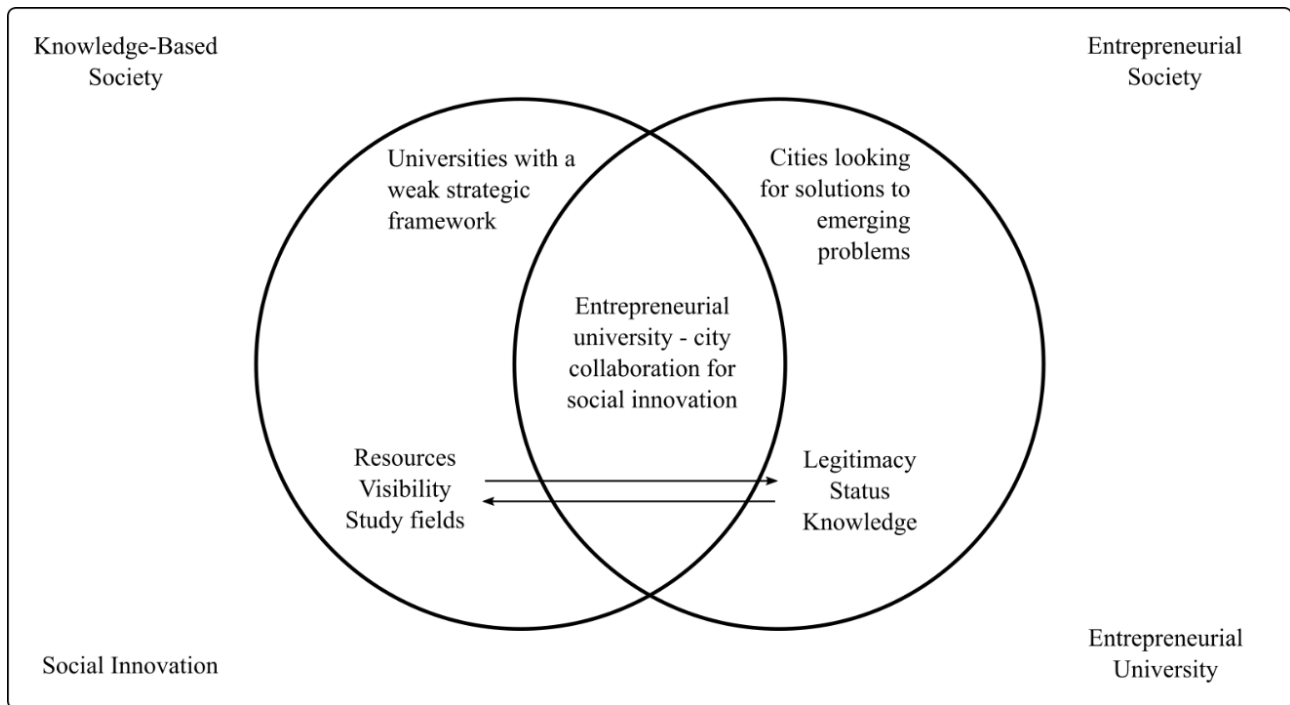 Knowledge-Based
Society
Entrepreneurial
Society
Universities with a
weak strategic
framework
Cities looking
for solutions to
emerging
problems
Entrepreneurial
university - city
collaboration for
social innovation
Resources
Visibility
Study fields
Legitimacy
Status
Knowledge
Social Innovation
Entrepreneurial
University